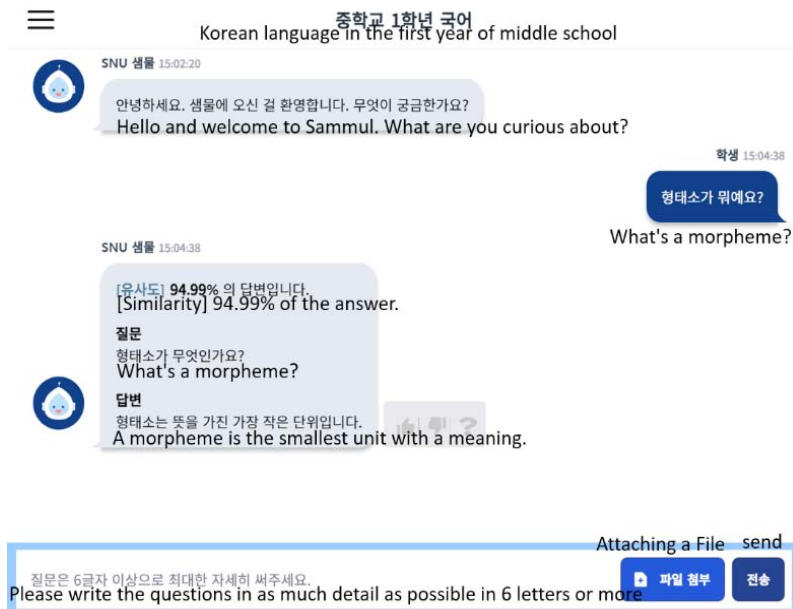 중학교 1학년 국어
Korean language in the first year of middle school
SNU 샘물 15:02:20
안녕하세요. 샘물에 오신 걸 환영합니다. 무엇이 궁금한가요?
Hello and welcome to Sammul. What are you curious about?
학생 15:04:38
형태소가 뭐예요?
What's a morpheme?
SNU 샘물 15:04:38
[유사도] 94.99% 의 답변입니다.
[Similarity] 94.99% of the answer.
질문
형태소가 무엇인가요?
What's a morpheme?
답변
형태소는 뜻을 가진 가장 작은 단위입니다.
A morpheme is the smallest unit with a meaning.
Attaching a File send
질문은 6글자 이상으로 최대한 자세히 써주세요.
파일 첨부 전송
Please write the questions in as much detail as possible in 6 letters or more